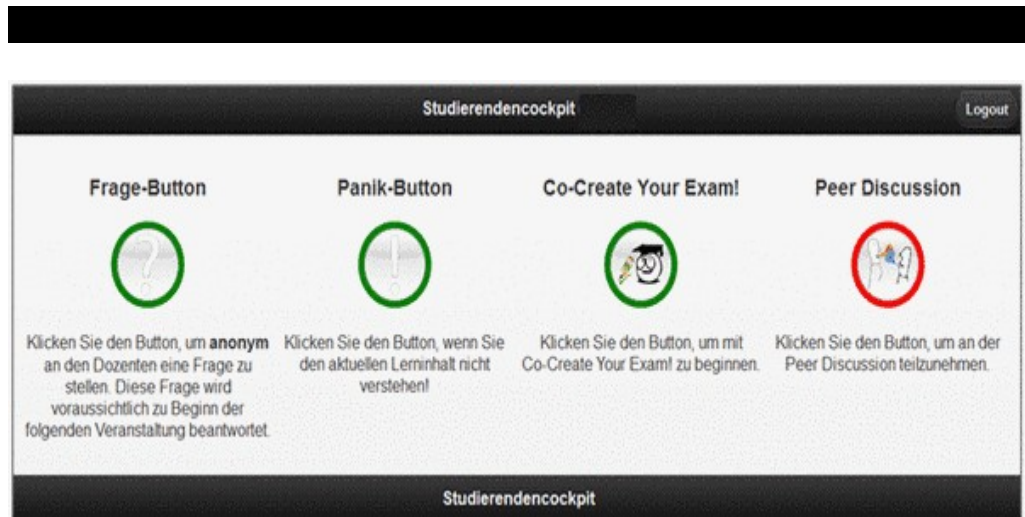 Studierendencockpit
Logout
Frage-Button
Klicken Sie den Button, um anonym
an den Dozenten eine Frage zu
stellen. Diese Frage wird
voraussichtlich zu Beginn der
folgenden Veranstaltung beantwortet.
Panik-Button
Klicken Sie den Button, wenn Sie
den aktuellen Lerninhalt nicht
verstehen!
Co-Create Your Exam!
Klicken Sie den Button, um mit
Co-Create Your Exam! zu beginnen.
Peer Discussion
Klicken Sie den Button, um an der
Peer Discussion teilzunehmen.
Studierendencockpit